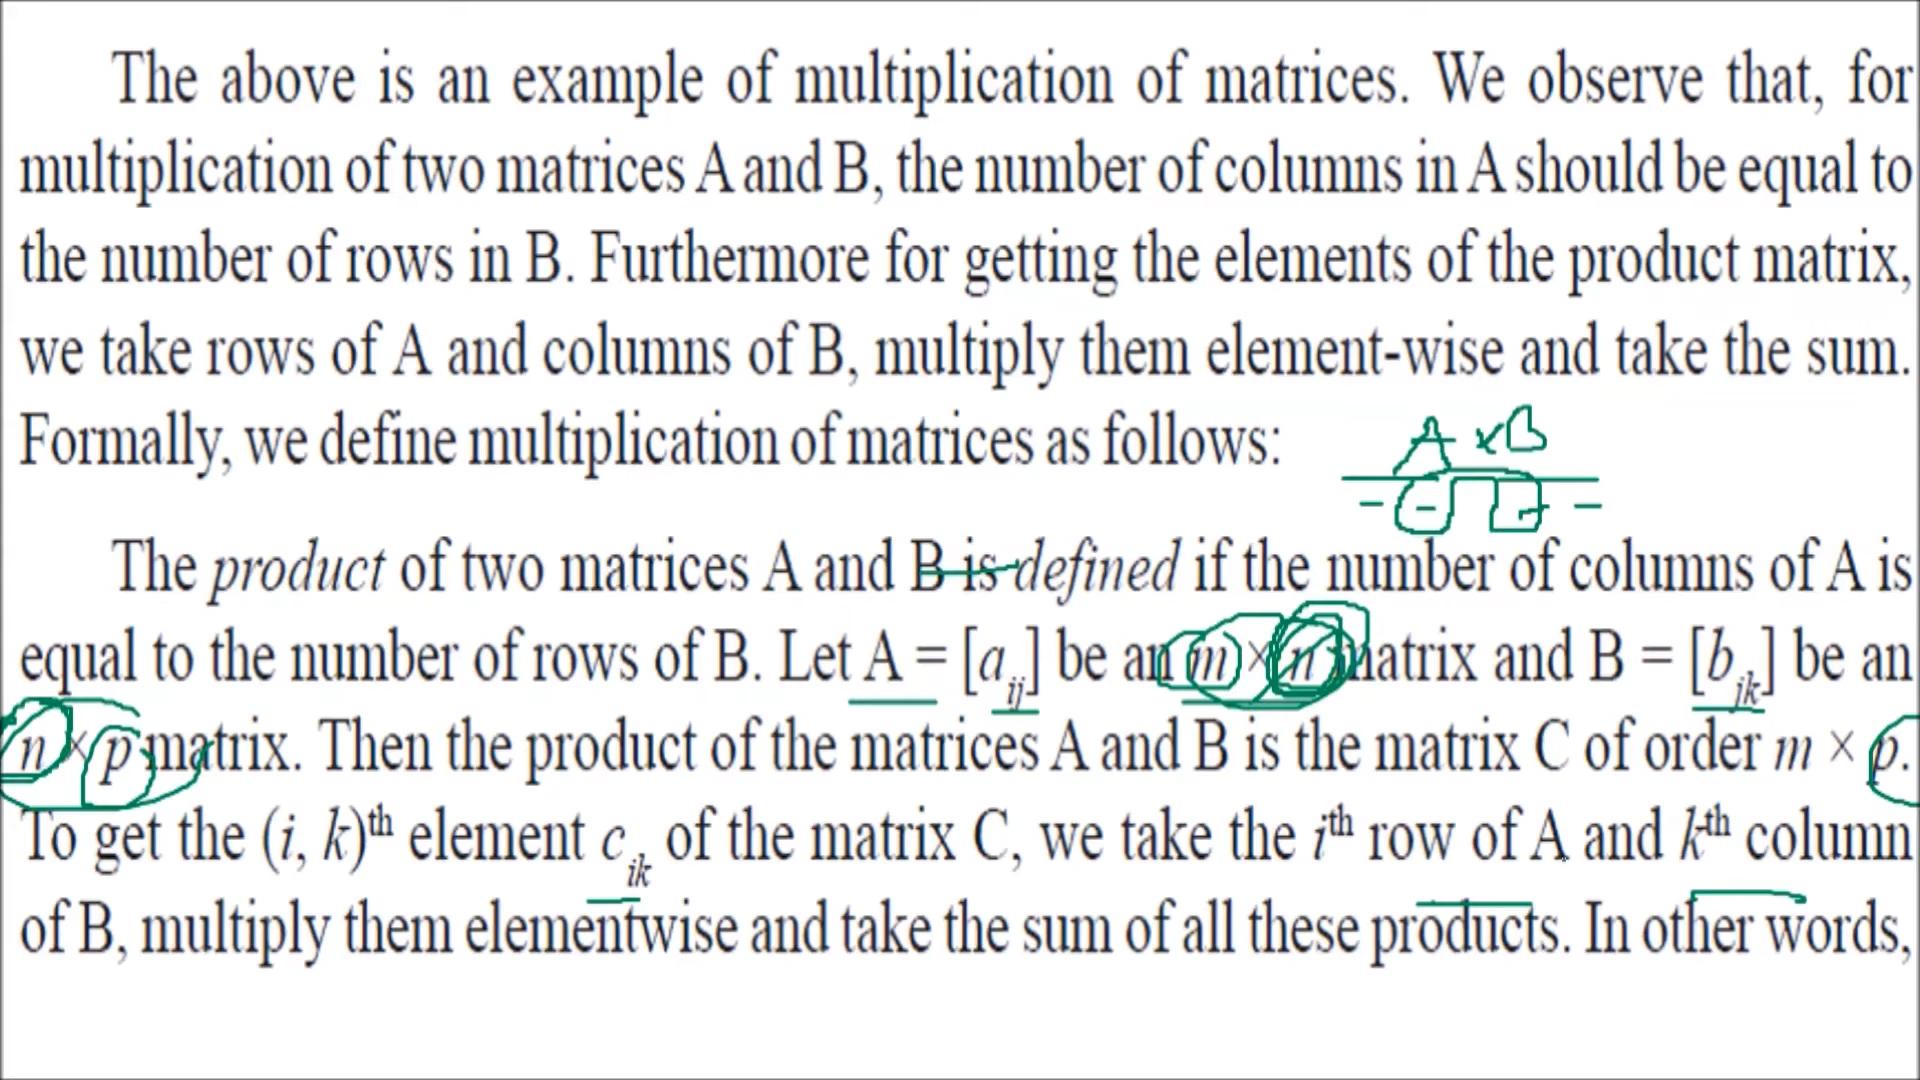 The above is an example of multiplication of matrices. We observe that, for
multiplication of two matrices A and B, the number of columns in A should be equal to
the number of rows in B. Furthermore for getting the elements of the product matrix,
we take rows of A and columns of B, multiply them element-wise and take the sum.
Formally, we define multiplication of matrices as follows:
A × B
The product of two matrices A and B is defined if the number of columns of A is
equal to the number of rows of B. Let A = [a_ij] be an m × n matrix and B = [b_jk] be an
n × p matrix. Then the product of the matrices A and B is the matrix C of order m × p.
To get the (i, k)th element c_ik of the matrix C, we take the ith row of A and kth column
of B, multiply them elementwise and take the sum of all these products. In other words,